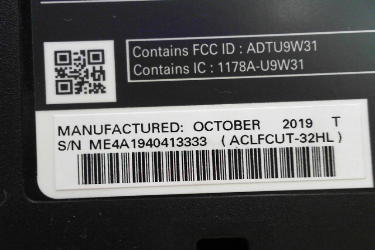 Contains FCC ID : ADTU9W31
Contains IC : 1178A-U9W31
MANUFACTURED: OCTOBER 2019 T
S/N ME4A1940413333 (ACLFCUT-32HL)